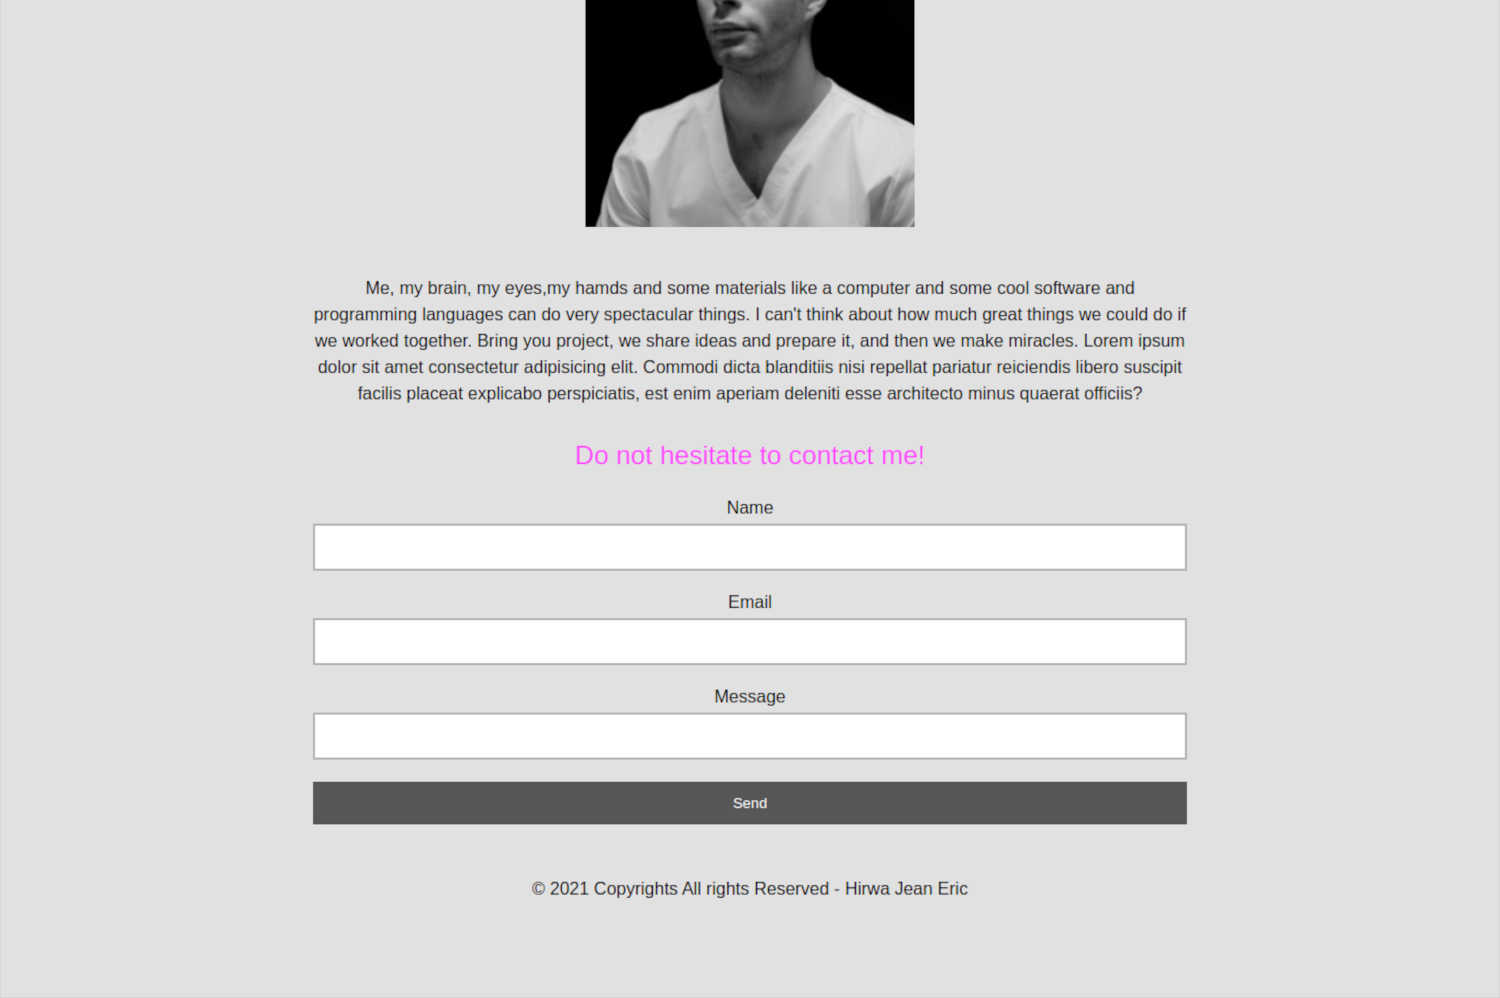 Me, my brain, my eyes,my hamds and some materials like a computer and some cool software and
programming languages can do very spectacular things. I can't think about how much great things we could do if
we worked together. Bring you project, we share ideas and prepare it, and then we make miracles. Lorem ipsum
dolor sit amet consectetur adipisicing elit. Commodi dicta blanditiis nisi repellat pariatur reiciendis libero suscipit
facilis placeat explicabo perspiciatis, est enim aperiam deleniti esse architecto minus quaerat officiis?
Do not hesitate to contact me!
Name
Email
Message
Send
© 2021 Copyrights All rights Reserved - Hirwa Jean Eric